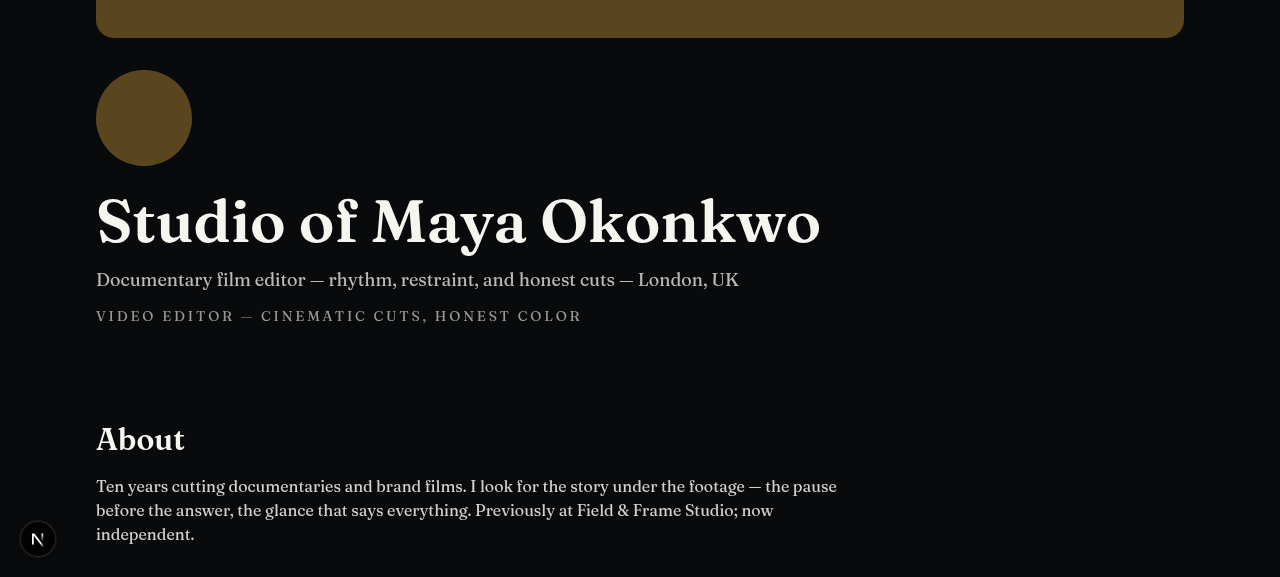 Studio of Maya Okonkwo
Documentary film editor — rhythm, restraint, and honest cuts — London, UK
VIDEO EDITOR — CINEMATIC CUTS, HONEST COLOR
About
Ten years cutting documentaries and brand films. I look for the story under the footage — the pause
before the answer, the glance that says everything. Previously at Field & Frame Studio; now
independent.
N